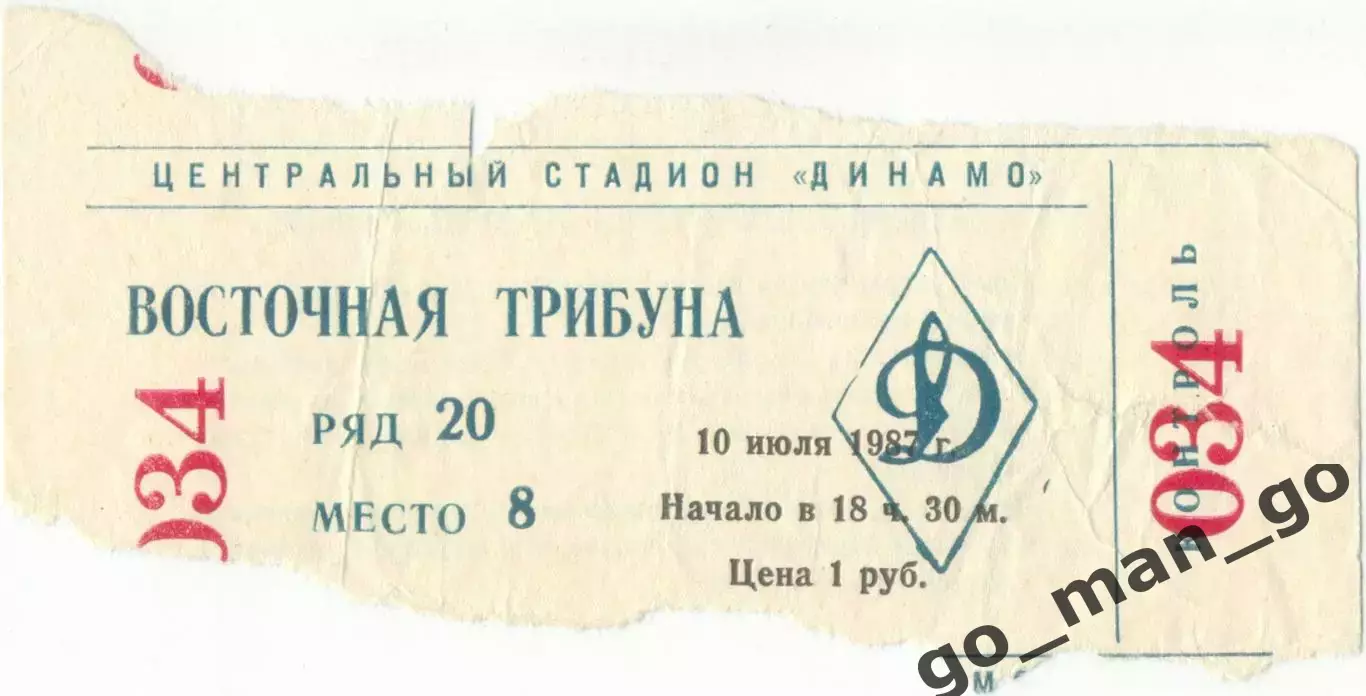 ЦЕНТРАЛЬНЫЙ СТАДИОН «ДИНАМО»
ВОСТОЧНАЯ ТРИБУНА
РЯД 20
МЕСТО 8
10 июля 1987 г.
Начало в 18 ч. 30 м.
Цена 1 руб.
034
КОНТРОЛЬ
034
Д
go_man_go
go_man_go